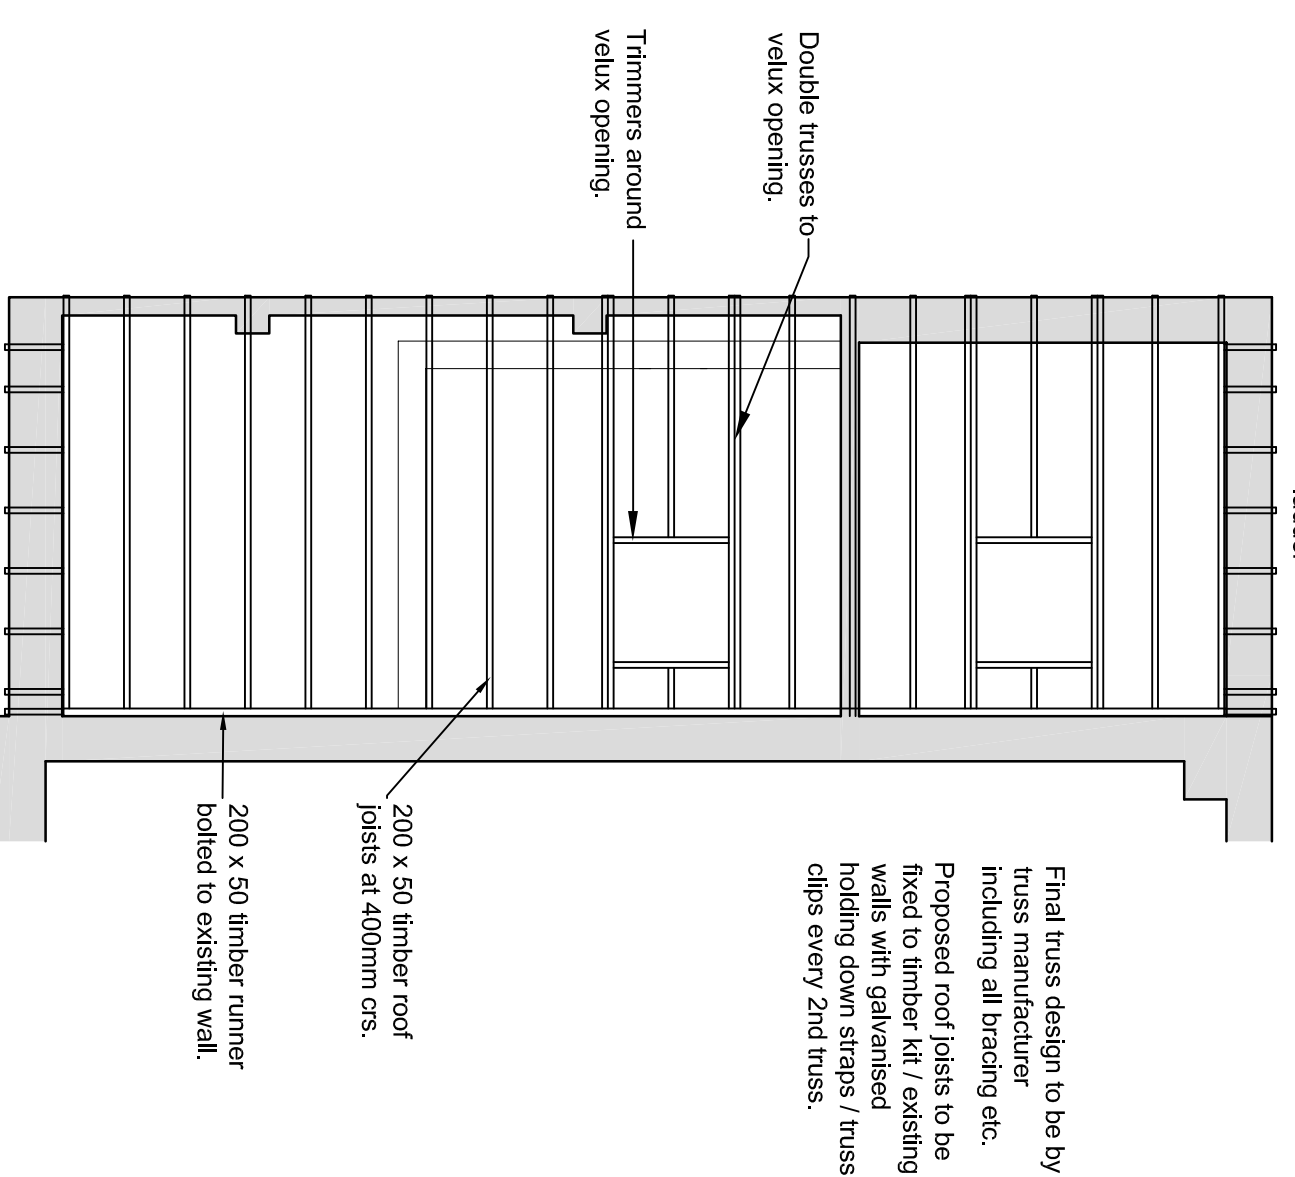 Final truss design to be by
truss manufacturer
including all bracing etc.
Proposed roof joists to be
fixed to timber kit / existing
walls with galvanised
holding down straps / truss
clips every 2nd truss.
Double trusses to
velux opening.
Trimmers around
velux opening.
200 x 50 timber roof
joists at 400mm crs.
200 x 50 timber runner
bolted to existing wall.